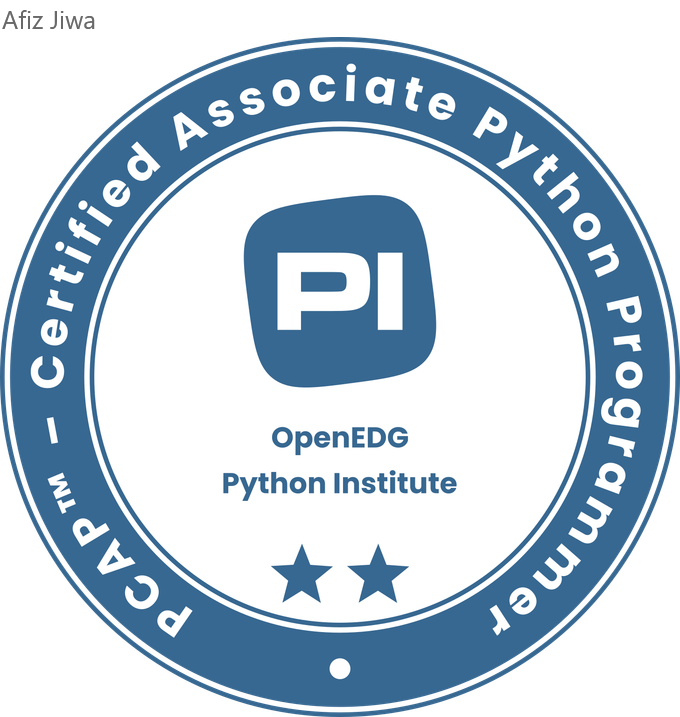 Afiz Jiwa
PCAP™ – Certified Associate Python Programmer
PI
OpenEDG
Python Institute